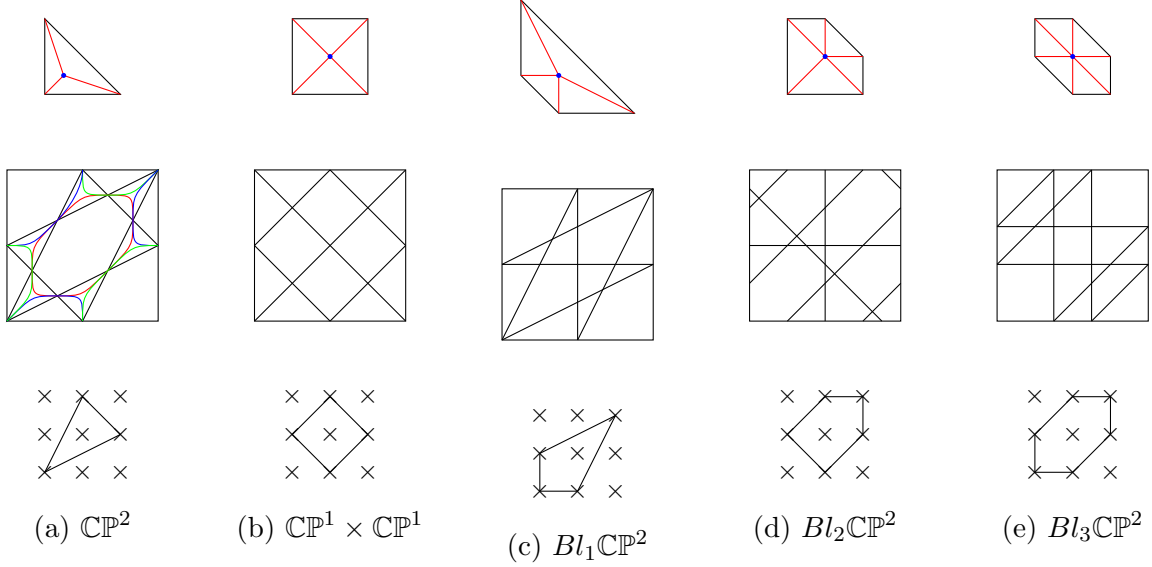 (a) ℂℙ²
(b) ℂℙ¹ × ℂℙ¹
(c) Bl₁ℂℙ²
(d) Bl₂ℂℙ²
(e) Bl₃ℂℙ²